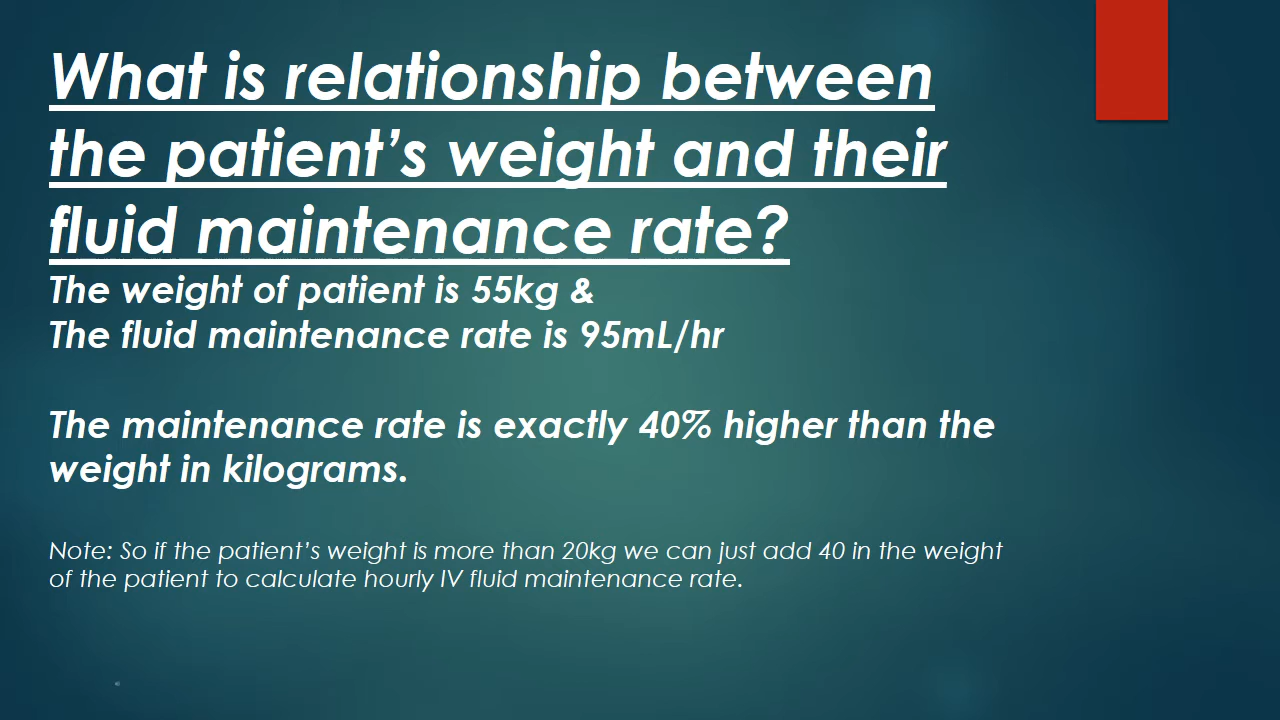 What is relationship between
the patient’s weight and their
fluid maintenance rate?
The weight of patient is 55kg &
The fluid maintenance rate is 95mL/hr
The maintenance rate is exactly 40% higher than the
weight in kilograms.
Note: So if the patient’s weight is more than 20kg we can just add 40 in the weight
of the patient to calculate hourly IV fluid maintenance rate.